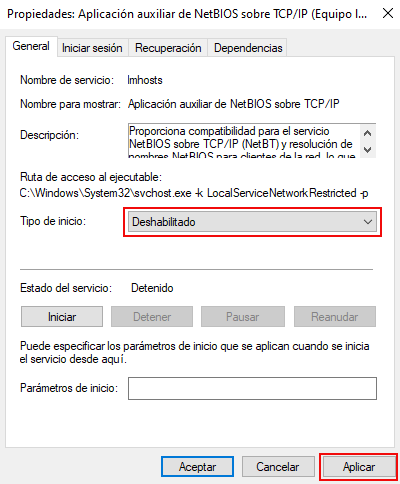 Propiedades: Aplicación auxiliar de NetBIOS sobre TCP/IP (Equipo l...
General Iniciar sesión Recuperación Dependencias
Nombre de servicio: lmhosts
Nombre para mostrar: Aplicación auxiliar de NetBIOS sobre TCP/IP
Descripción: Proporciona compatibilidad para el servicio
NetBIOS sobre TCP/IP (NetBT) y resolución de
nombres NetBIOS para clientes de la red, lo que
Ruta de acceso al ejecutable:
C:\Windows\System32\svchost.exe -k LocalServiceNetworkRestricted -p
Tipo de inicio: Deshabilitado
Estado del servicio: Detenido
Iniciar Detener Pausar Reanudar
Puede especificar los parámetros de inicio que se aplican cuando se inicia
el servicio desde aquí.
Parámetros de inicio:
Aceptar Cancelar Aplicar